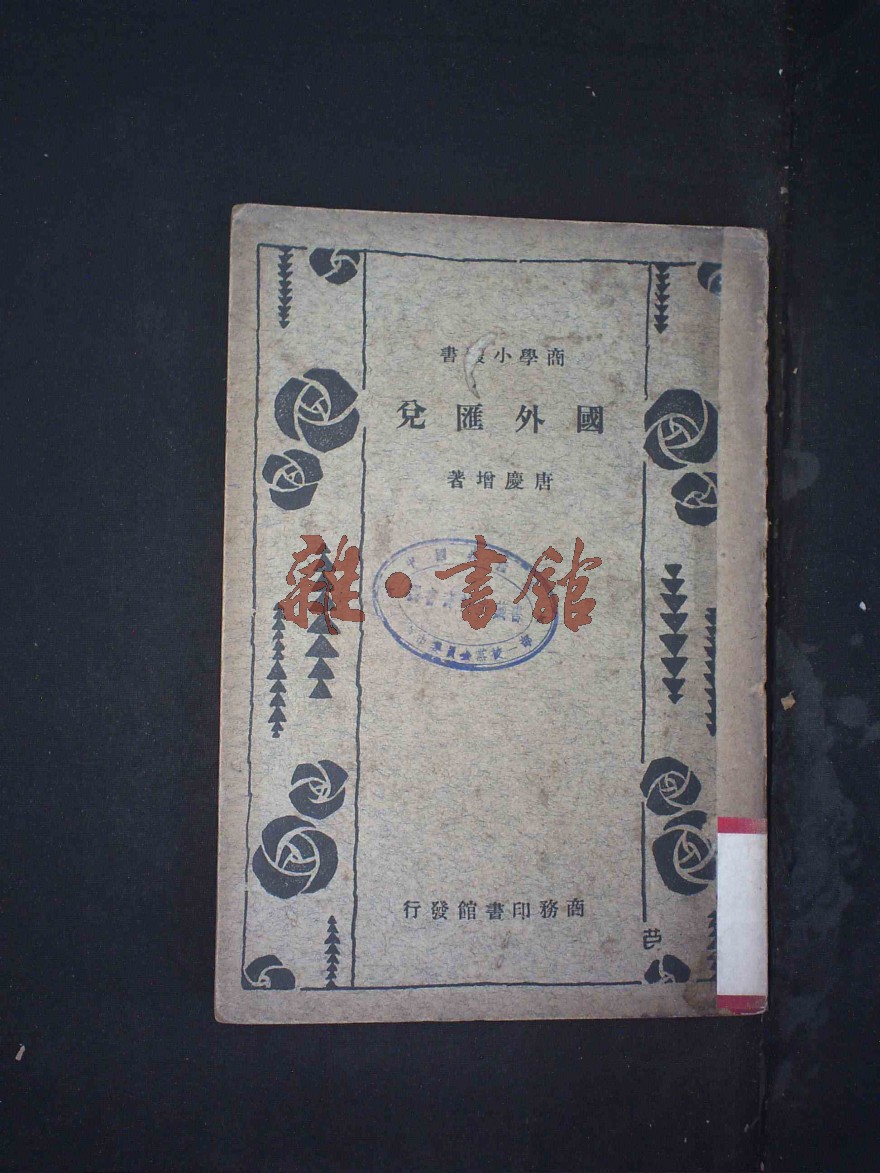 商學小叢書
國外匯兌
唐慶增著
雜·書館
商務印書館發行